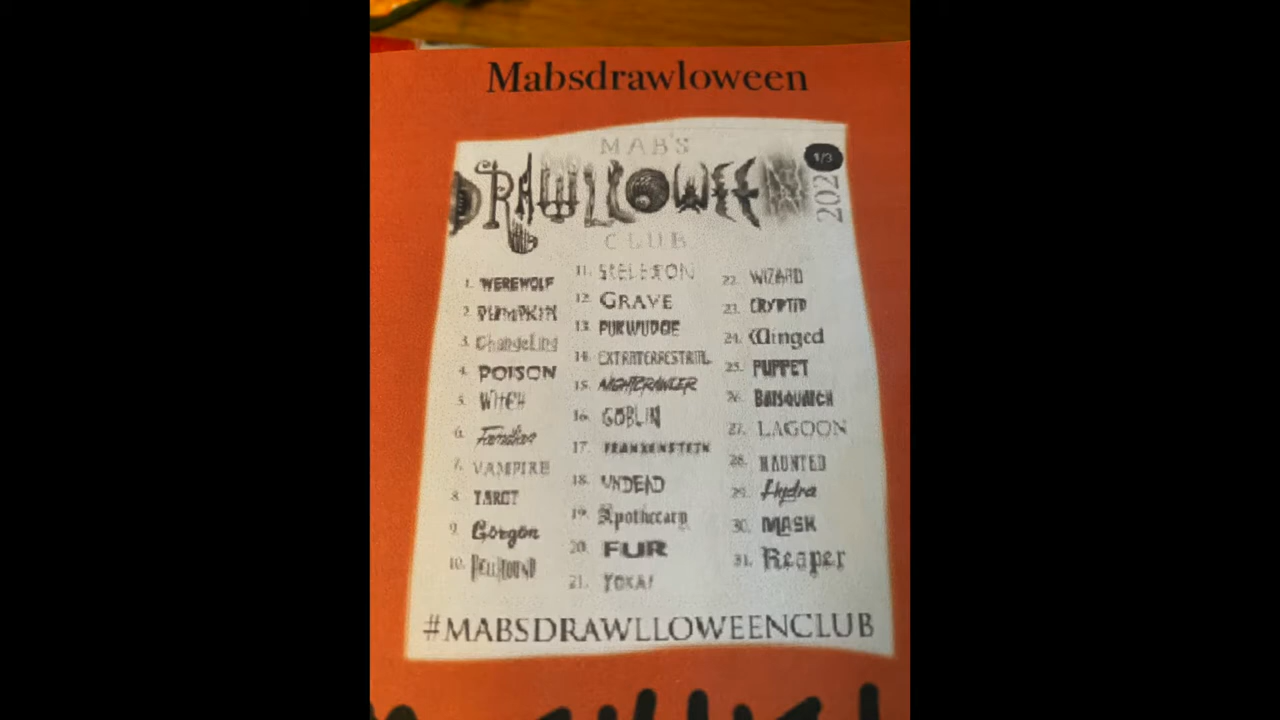 Mabsdrawloween
MAB'S
DRAWLLOWEEN
1/3
202
CLUB
1. WEREWOLF
2. PUMPKIN
3. ChangeLing
4. POISON
5. WITCH
6. Familiar
7. VAMPIRE
8. TAROT
9. Gorgon
10. HELLHOUND
11. SKELETON
12. GRAVE
13. PUKWUDGIE
14. EXTRATERRESTRIAL
15. NIGHTCRAWLER
16. GOBLIN
17. FRANKENSTEIN
18. UNDEAD
19. Apothecary
20. FUR
21. YOKAI
22. WIZARD
23. CRYPTID
24. Winged
25. PUPPET
26. BATSQUATCH
27. LAGOON
28. HAUNTED
29. Hydra
30. MASK
31. Reaper
#MABSDRAWLLOWEENCLUB